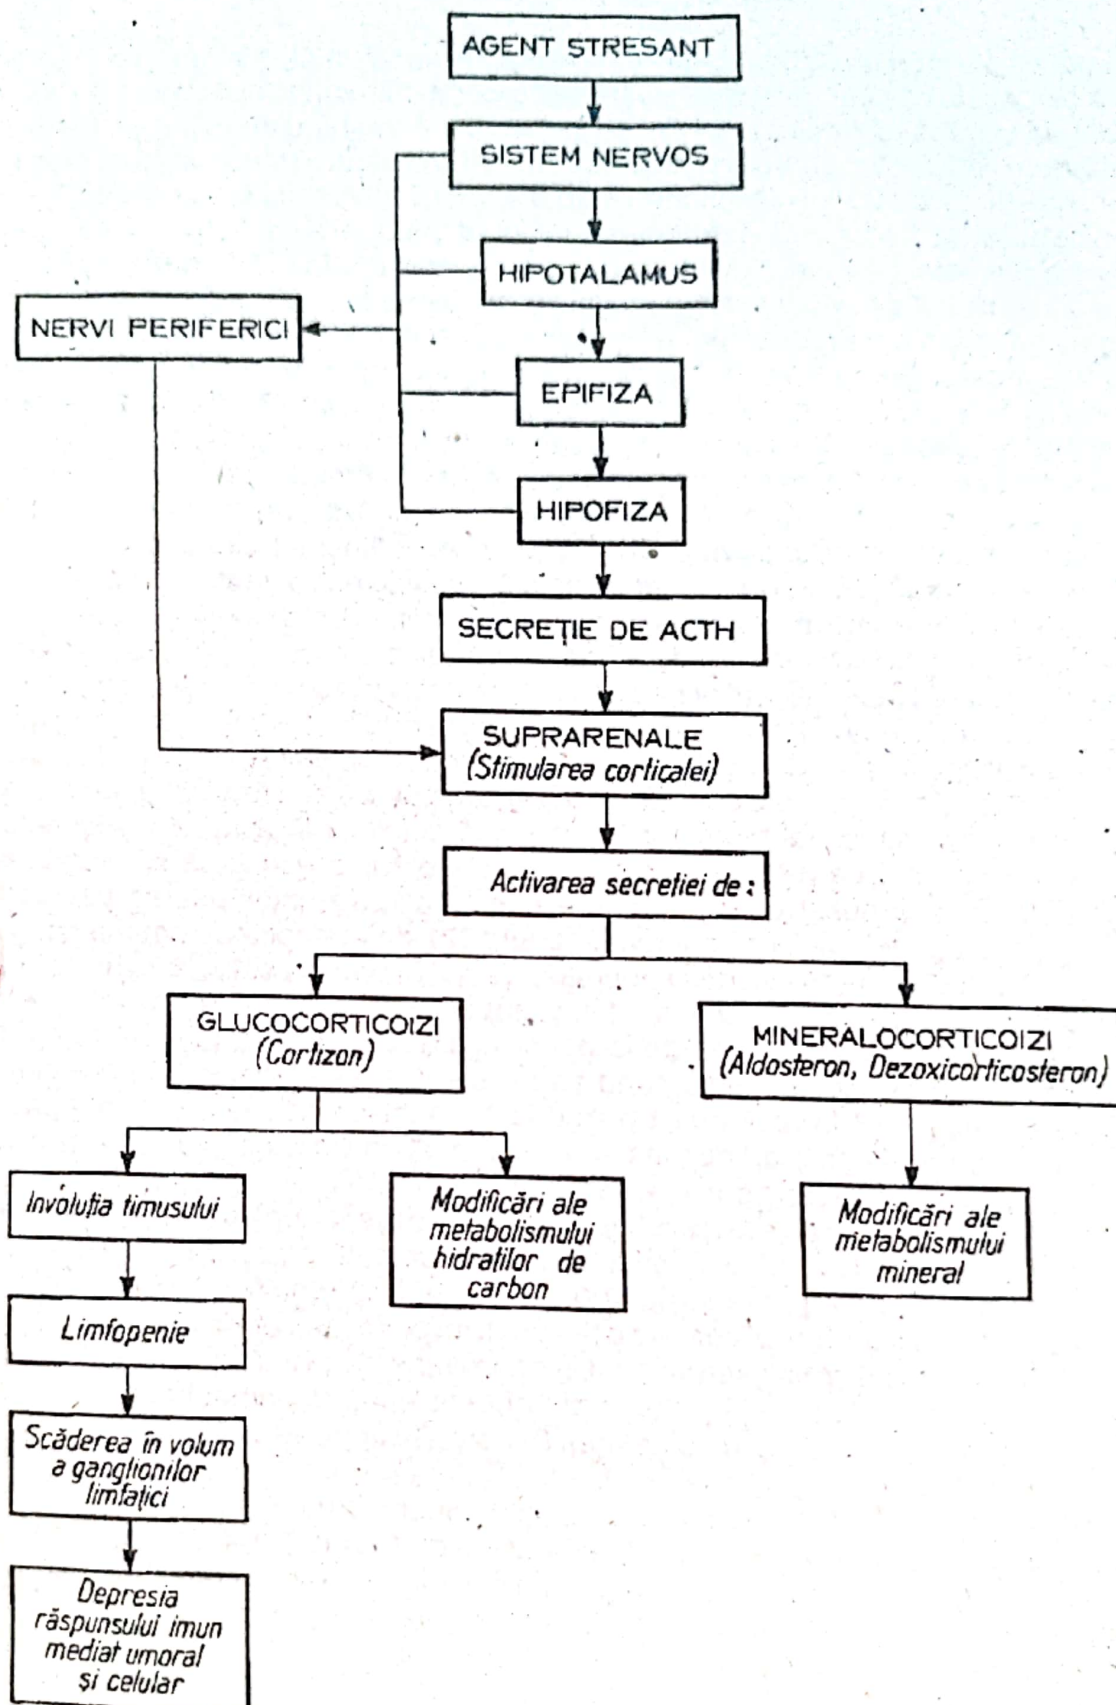 AGENT STRESANT
SISTEM NERVOS
HIPOTALAMUS
NERVI PERIFERICI
EPIFIZA
HIPOFIZA
SECREȚIE DE ACTH
SUPRARENALE
(Stimularea corticalei)
Activarea secretiei de :
GLUCOCORTICOIZI
(Cortizon)
MINERALOCORTICOIZI
(Aldosteron, Dezoxicorticosteron)
Involuția timusului
Modificări ale
metabolismului
hidraților de
carbon
Modificări ale
metabolismului
mineral
Limfopenie
Scăderea în volum
a ganglionilor
limfatici
Depresia
răspunsului imun
mediat umoral
și celular